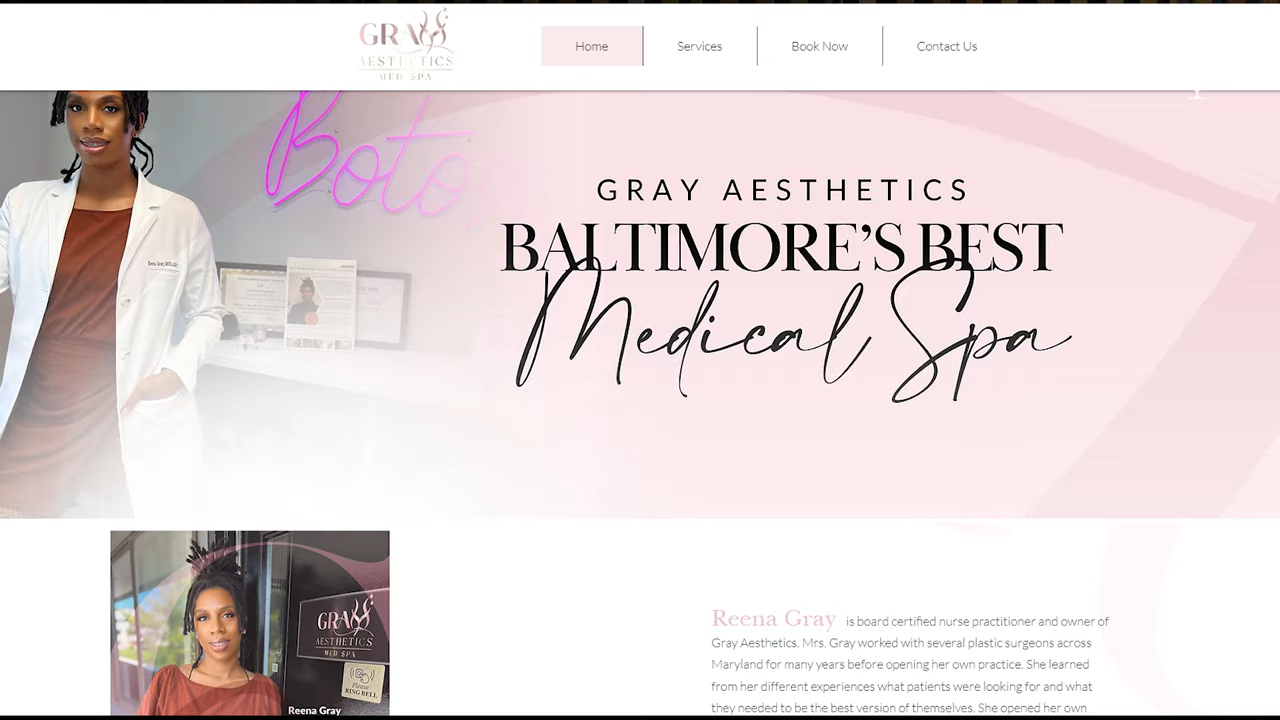 GRAY
AESTHETICS
MED SPA
Home
Services
Book Now
Contact Us
Boto
GRAY AESTHETICS
BALTIMORE'S BEST
Medical Spa
GRAY
AESTHETICS
MED SPA
Please
RING BELL
Reena Gray
Reena Gray is board certified nurse practitioner and owner of
Gray Aesthetics. Mrs. Gray worked with several plastic surgeons across
Maryland for many years before opening her own practice. She learned
from her different experiences what patients were looking for and what
they needed to be the best version of themselves. She opened her own